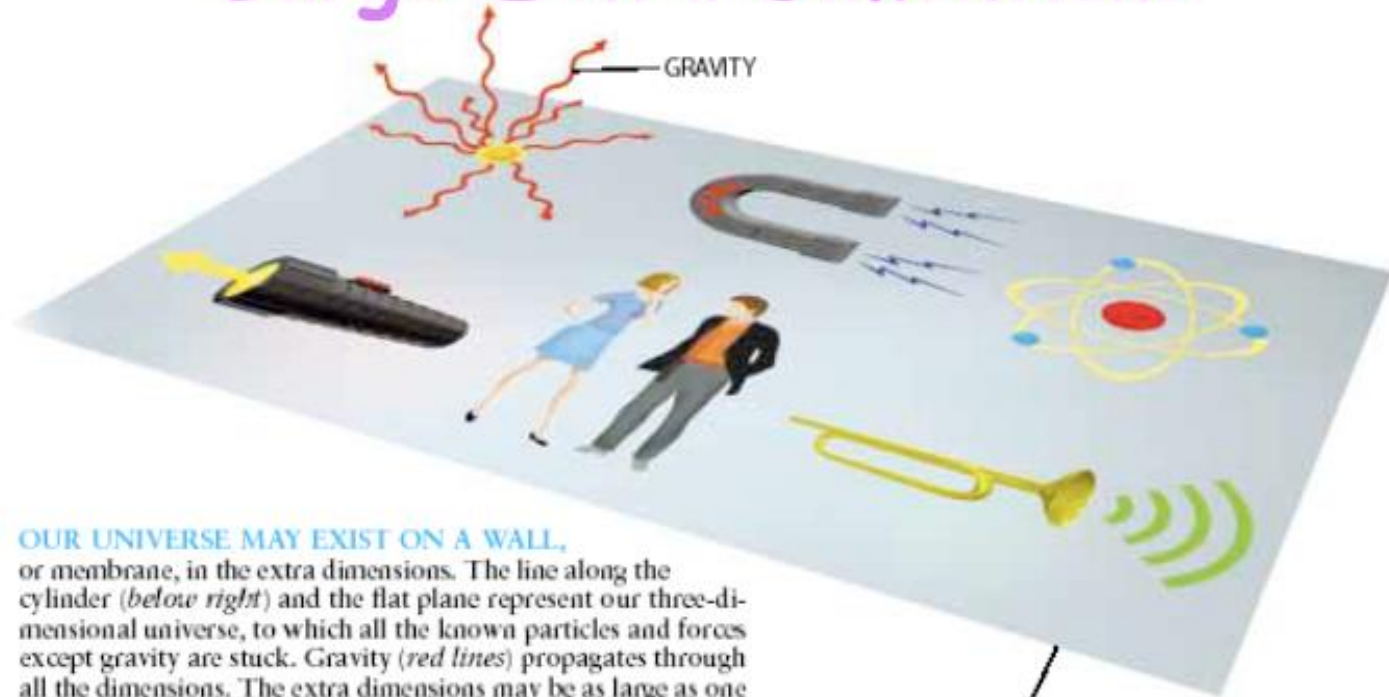 GRAVITY
OUR UNIVERSE MAY EXIST ON A WALL,
or membrane, in the extra dimensions. The line along the
cylinder (below right) and the flat plane represent our three-di-
mensional universe, to which all the known particles and forces
except gravity are stuck. Gravity (red lines) propagates through
all the dimensions. The extra dimensions may be as large as one